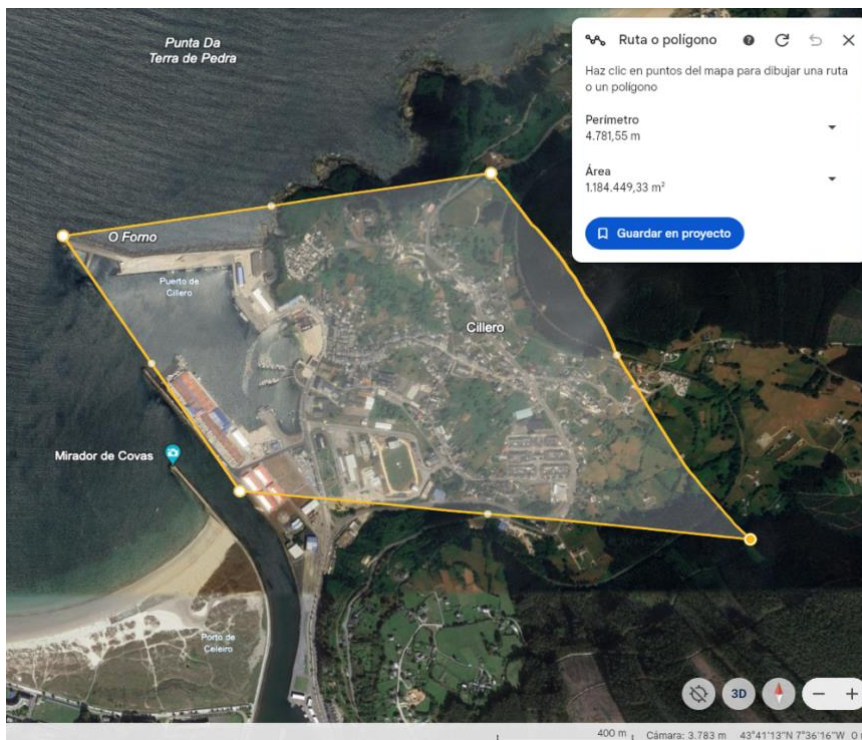 Punta Da
Terra de Pedra
Ruta o polígono
Haz clic en puntos del mapa para dibujar una ruta
o un polígono
Perímetro
4.781,55 m
Área
1.184.449,33 m²
Guardar en proyecto
O Forno
Puerto de
Cillero
Cillero
Mirador de Covas
Porto de
Celeiro
3D
400 m
Cámara: 3.783 m
43°41'13"N 7°36'16"W
0